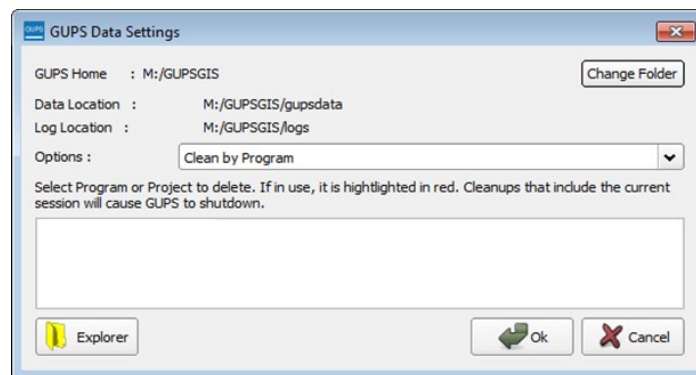 GUPS GUPS Data Settings
GUPS Home : M:/GUPSGIS Change Folder
Data Location : M:/GUPSGIS/gupsdata
Log Location : M:/GUPSGIS/logs
Options : Clean by Program
Select Program or Project to delete. If in use, it is hightlighted in red. Cleanups that include the current
session will cause GUPS to shutdown.
Explorer Ok Cancel